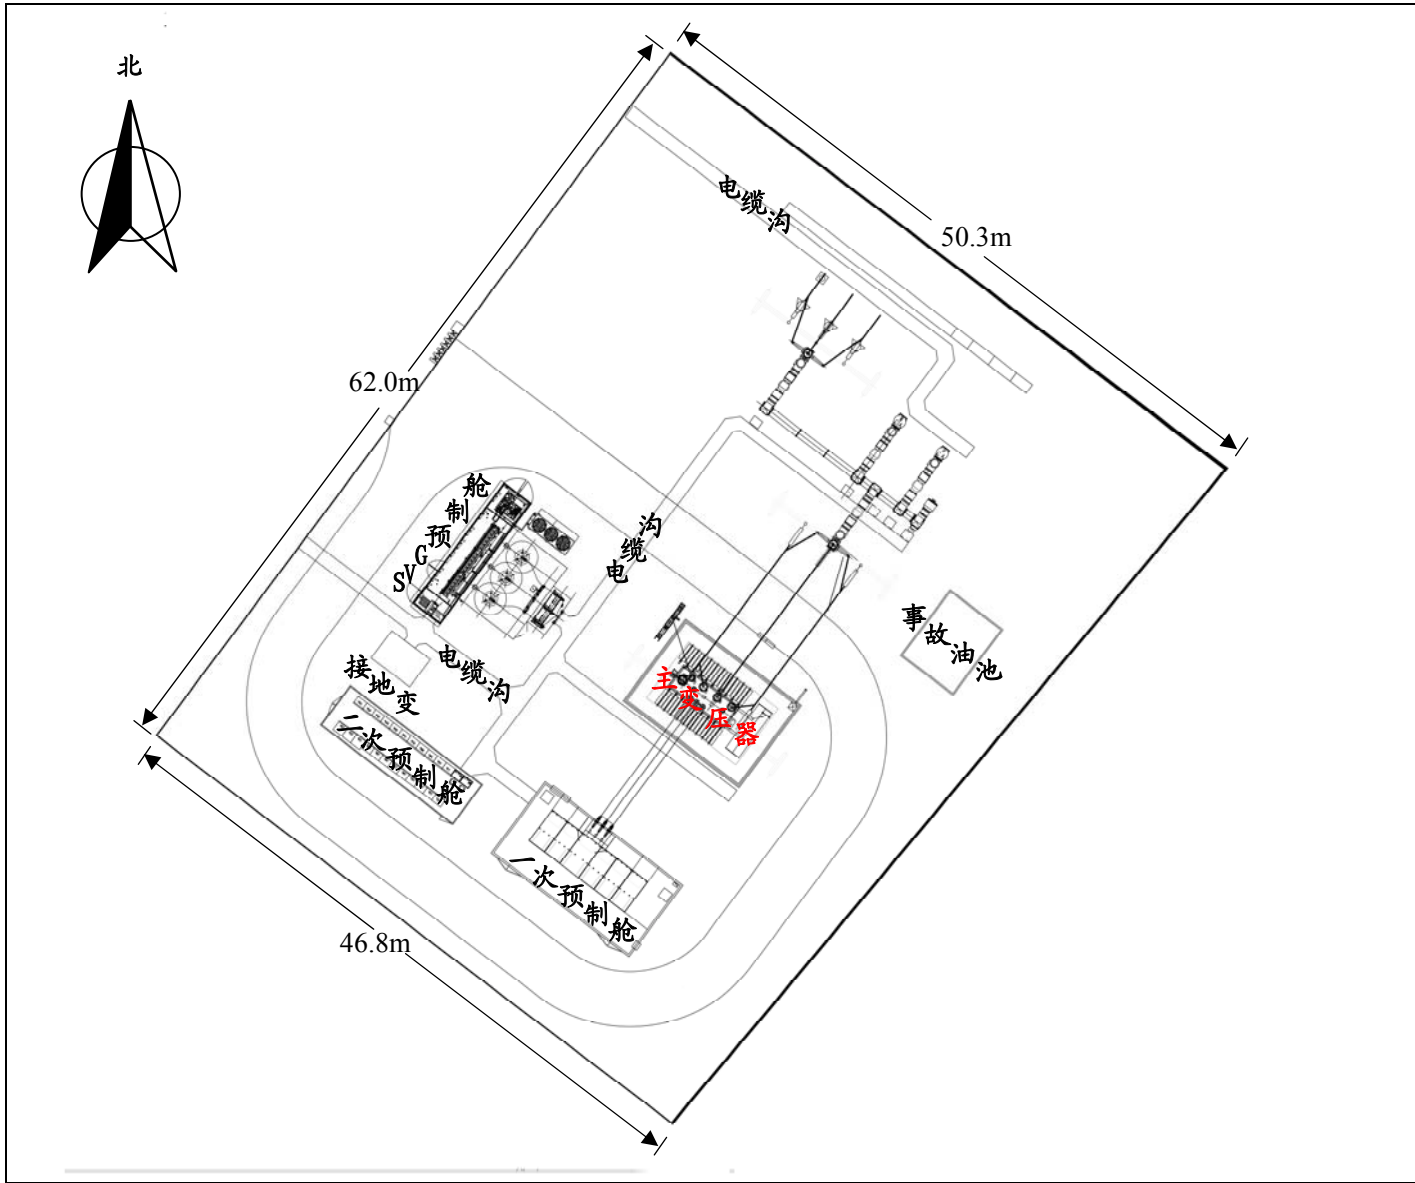 北
电缆沟
50.3m
62.0m
SVG预制舱
电缆沟
事故油池
接地变
电缆沟
主变压器
二次预制舱
一次预制舱
46.8m